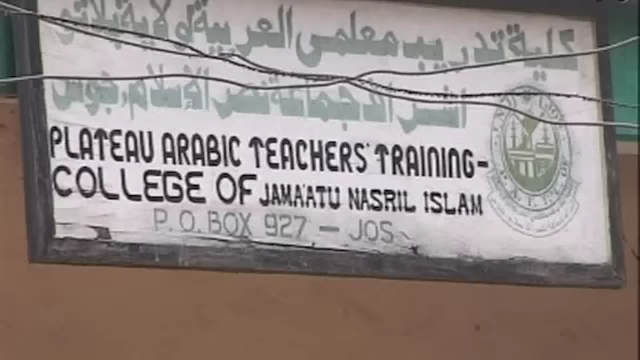 كلية تدريب معلمي العربية لولاية بلاتو
لجماعة نصر الإسلام، جوس
PLATEAU ARABIC TEACHERS' TRAINING-
COLLEGE OF JAMA'ATU NASRIL ISLAM
P.O. BOX 927 – JOS